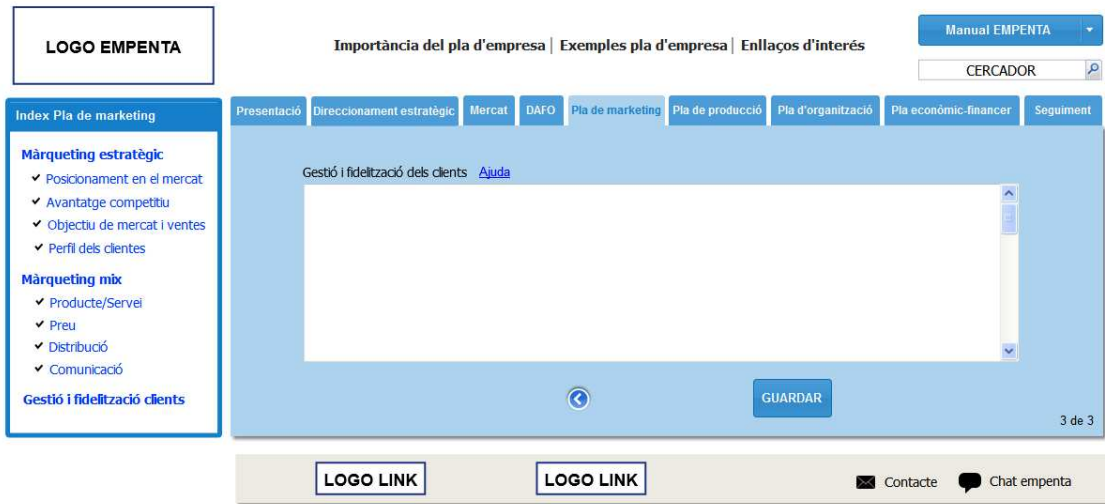 LOGO EMPENTA
Importància del pla d'empresa | Exemples pla d'empresa | Enllaços d'interés
Manual EMPENTA
CERCADOR
Index Pla de marketing
Màrqueting estratègic
Posicionament en el mercat
Avantatge competitiu
Objectiu de mercat i ventes
Perfil dels clientes
Màrqueting mix
Producte/Servei
Preu
Distribució
Comunicació
Gestió i fidelització clients
Presentació Direccionament estratègic Mercat DAFO Pla de marketing Pla de producció Pla d'organització Pla econòmic-financer Seguiment
Gestió i fidelització dels clients Ajuda
GUARDAR
3 de 3
LOGO LINK LOGO LINK Contacte Chat empenta